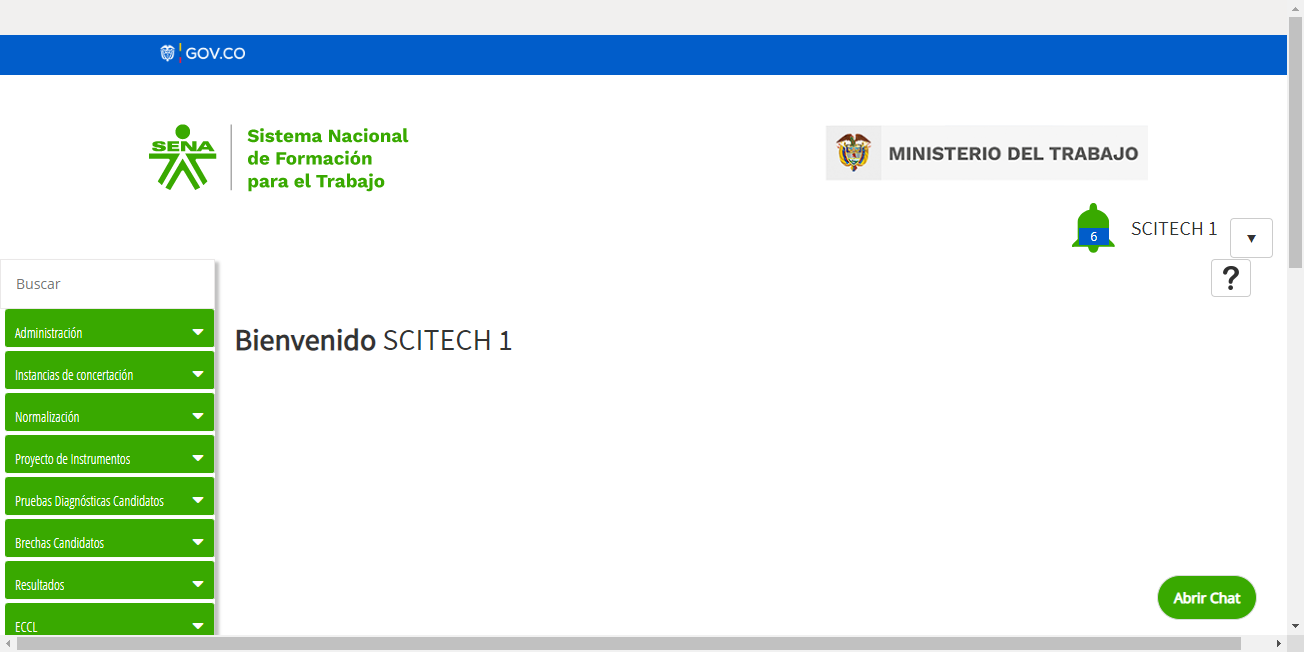 GOV.CO
SENA
Sistema Nacional
de Formación
para el Trabajo
MINISTERIO DEL TRABAJO
6
SCITECH 1
▼
?
Buscar
Administración
Instancias de concertación
Normalización
Proyecto de Instrumentos
Pruebas Diagnósticas Candidatos
Brechas Candidatos
Resultados
ECCL
Bienvenido SCITECH 1
Abrir Chat